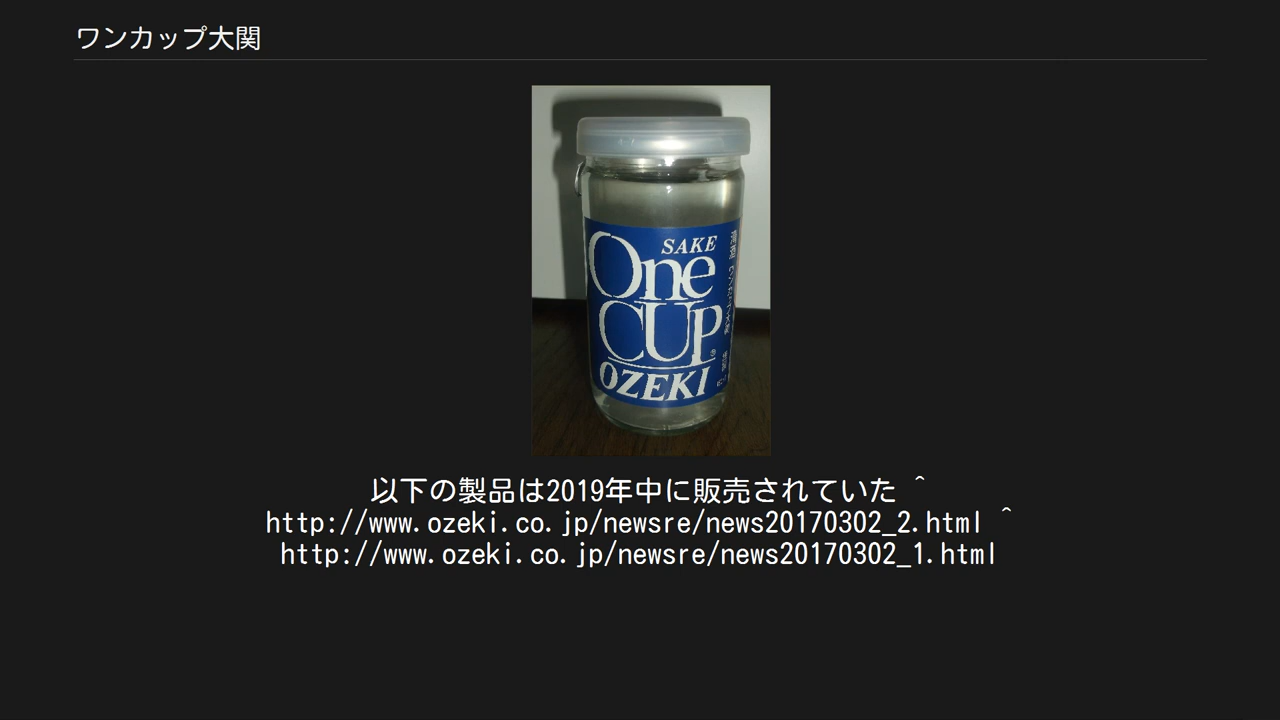 ワンカップ大関
SAKE
One
CUP
OZEKI
以下の製品は2019年中に販売されていた ^
http://www.ozeki.co.jp/newsre/news20170302_2.html ^
http://www.ozeki.co.jp/newsre/news20170302_1.html